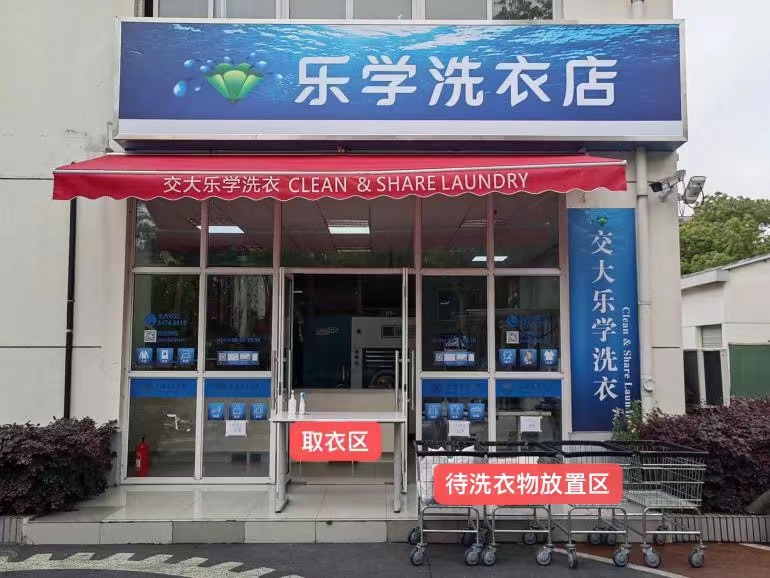 乐学洗衣店
交大乐学洗衣 CLEAN & SHARE LAUNDRY
交大乐学洗衣
Clean & Share Laun
取衣区
待洗衣物放置区